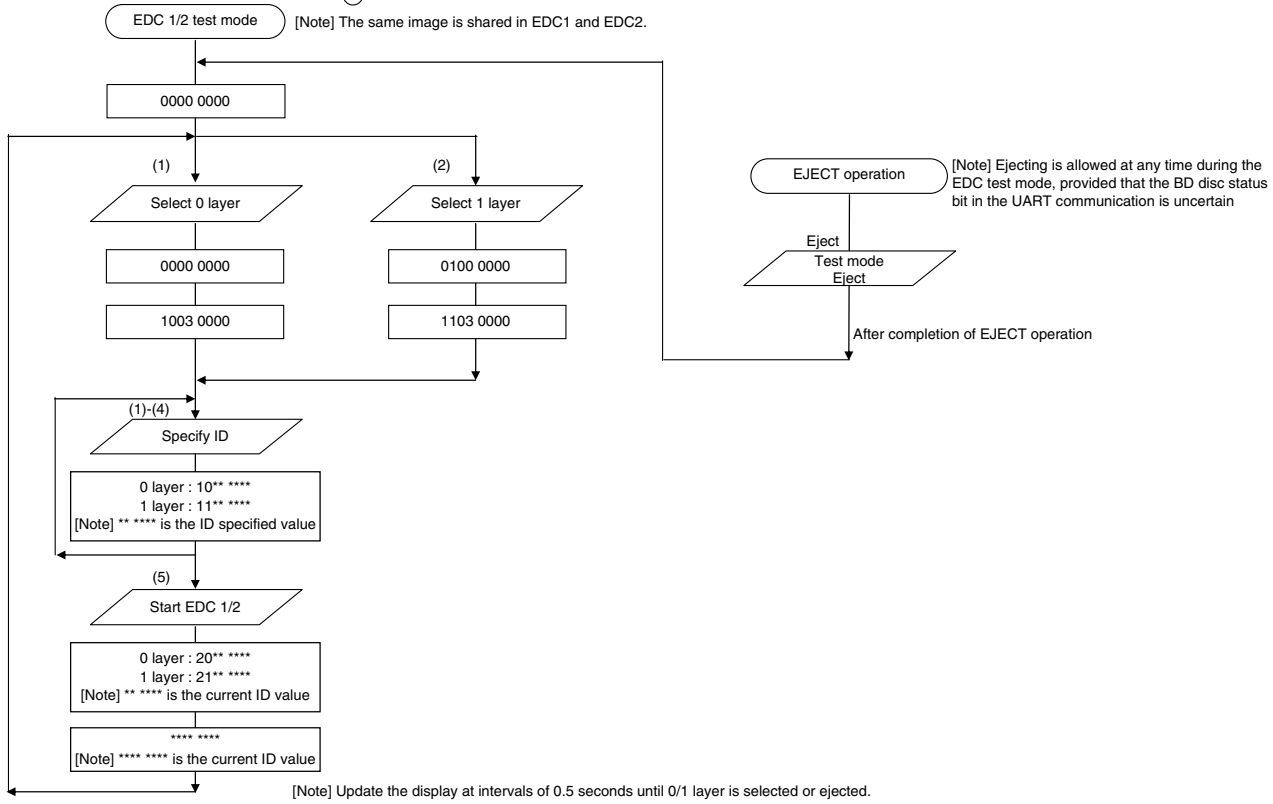 EDC 1/2 test mode
[Note] The same image is shared in EDC1 and EDC2.
0000 0000
(1)
(2)
Select 0 layer
Select 1 layer
0000 0000
0100 0000
1003 0000
1103 0000
EJECT operation
[Note] Ejecting is allowed at any time during the
EDC test mode, provided that the BD disc status
bit in the UART communication is uncertain
Eject
Test mode
Eject
After completion of EJECT operation
(1)-(4)
Specify ID
0 layer : 10** ****
1 layer : 11** ****
[Note] ** **** is the ID specified value
(5)
Start EDC 1/2
0 layer : 20** ****
1 layer : 21** ****
[Note] ** **** is the current ID value
**** ****
[Note] **** **** is the current ID value
[Note] Update the display at intervals of 0.5 seconds until 0/1 layer is selected or ejected.